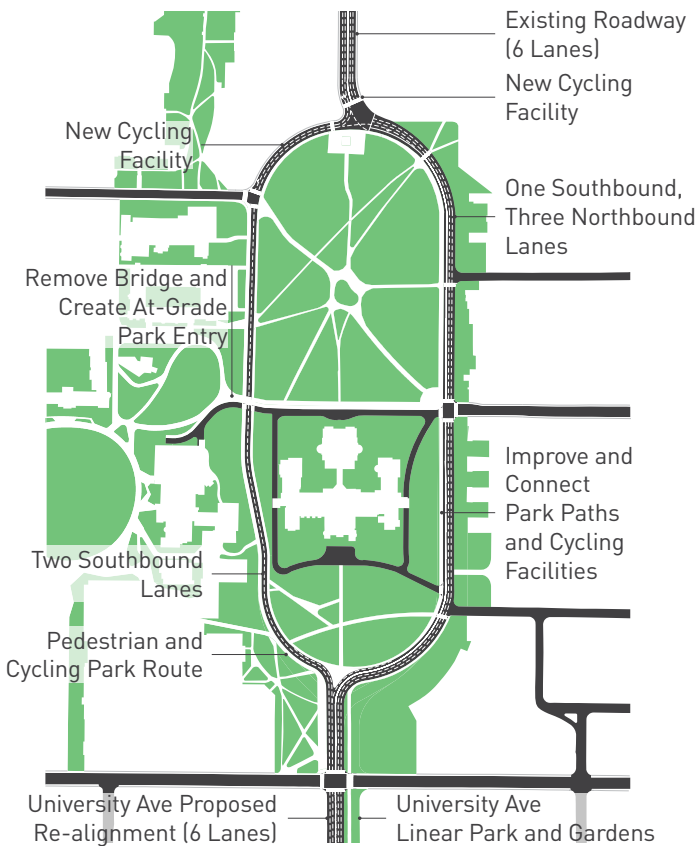 Existing Roadway
(6 Lanes)
New Cycling
Facility
New Cycling
Facility
One Southbound,
Three Northbound
Lanes
Remove Bridge and
Create At-Grade
Park Entry
Improve and
Connect
Park Paths
and Cycling
Facilities
Two Southbound
Lanes
Pedestrian and
Cycling Park Route
University Ave Proposed
Re-alignment (6 Lanes)
University Ave
Linear Park and Gardens